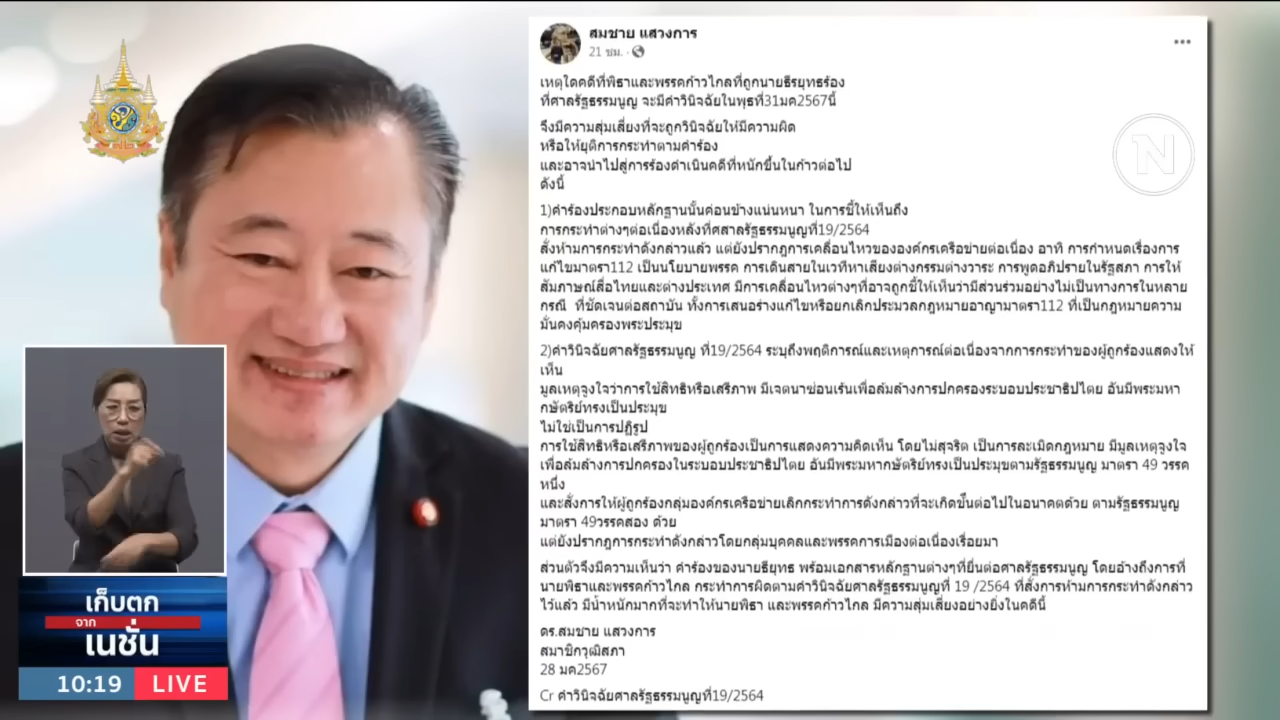 สมชาย แสวงการ
21 ชม.
เหตุใดคดีที่พิธาและพรรคก้าวไกลที่ถูกนายธีรยุทธร้อง
ที่ศาลรัฐธรรมนูญ จะมีคำวินิจฉัยในพุธที่31มค2567นี้
จึงมีความสุ่มเสี่ยงที่จะถูกวินิจฉัยให้มีความผิด
หรือให้ยุติการกระทำตามคำร้อง
และอาจนำไปสู่การร้องดำเนินคดีที่หนักขึ้นในก้าวต่อไป
ดังนี้
1)คำร้องประกอบหลักฐานนั้นค่อนข้างแน่นหนา ในการชี้ให้เห็นถึง
การกระทำต่างๆต่อเนื่องหลังที่ศสาลรัฐธรรมนูญที่19/2564
สั่งห้ามการกระทำดังกล่าวแล้ว แต่ยังปรากฏการเคลื่อนไหวขององค์กรเครือข่ายต่อเนื่อง อาทิ การกำหนดเรื่องการ
แก้ไขมาตรา112 เป็นนโยบายพรรค การเดินสายในเวทีหาเสียงต่างกรรมต่างวาระ การพูดอภิปรายในรัฐสภา การให้
สัมภาษณ์สื่อไทยและต่างประเทศ มีการเคลื่อนไหวต่างๆที่อาจถูกชี้ให้เห็นว่ามีส่วนร่วมอย่างไม่เป็นทางการในหลาย
กรณี ที่ชัดเจนต่อสถาบัน ทั้งการเสนอร่างแก้ไขหรือยกเลิกประมวลกฎหมายอาญามาตรา112 ที่เป็นกฎหมายความ
มั่นคงคุ้มครองพระประมุข
2)คำวินิจฉัยศาลรัฐธรรมนูญ ที่19/2564 ระบุถึงพฤติการณ์และเหตุการณ์ต่อเนื่องจากการกระทำของผู้ถูกร้องแสดงให้
เห็น
มูลเหตุจูงใจว่าการใช้สิทธิหรือเสรีภาพ มีเจตนาซ่อนเร้นเพื่อล้มล้างการปกครองระบอบประชาธิปไตย อันมีพระมหา
กษัตริย์ทรงเป็นประมุข
ไม่ใช่เป็นการปฏิรูป
การใช้สิทธิหรือเสรีภาพของผู้ถูกร้องเป็นการแสดงความคิดเห็น โดยไม่สุจริต เป็นการละเมิดกฎหมาย มีมูลเหตุจูงใจ
เพื่อล้มล้างการปกครองในระบอบประชาธิปไตย อันมีพระมหากษัตริย์ทรงเป็นประมุขตามรัฐธรรมนูญ มาตรา 49 วรรค
หนึ่ง
และสั่งการให้ผู้ถูกร้องกลุ่มองค์กรเครือข่ายเลิกกระทำการดังกล่าวที่จะเกิดขึ้นต่อไปในอนาคตด้วย ตามรัฐธรรมนูญ
มาตรา 49วรรคสอง ด้วย
แต่ยังปรากฎการกระทำดังกล่าวโดยกลุ่มบุคคลและพรรคการเมืองต่อเนื่องเรื่อยมา
ส่วนตัวจึงมีความเห็นว่า คำร้องของนายธียุทธ พร้อมเอกสารหลักฐานต่างๆที่ยื่นต่อศาลรัฐธรรมนูญ โดยอ้างถึงการที่
นายพิธาและพรรคก้าวไกล กระทำการผิดตามคำวินิจฉัยศาลรัฐธรรมนูญที่ 19 /2564 ที่สั่งการห้ามการกระทำดังกล่าว
ไว้แล้ว มีน้ำหนักมากที่จะทำให้นายพิธา และพรรคก้าวไกล มีความสุ่มเสี่ยงอย่างยิ่งในคดีนี้
ดร.สมชาย แสวงการ
สมาชิกวุฒิสภา
28 มค2567
Cr คำวินิจฉัยศาลรัฐธรรมนูญที่19/2564
N
เก็บตก
จาก
เนชั่น
10:19 LIVE